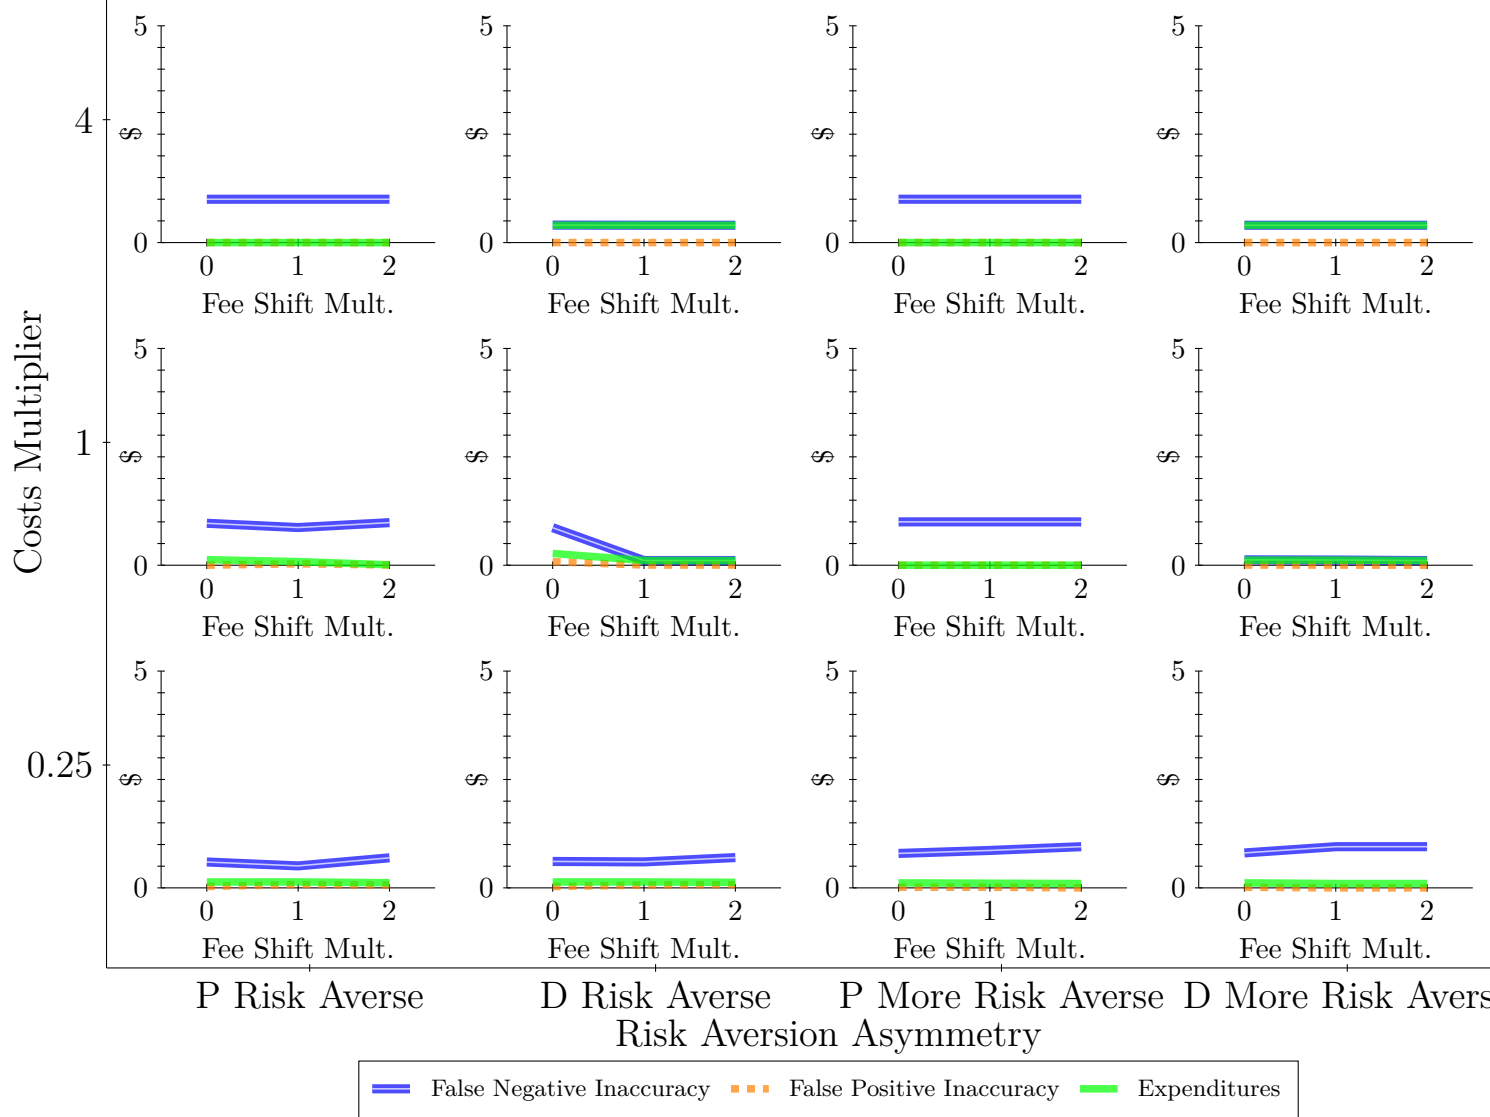 Costs Multiplier
4
5
$
0
0 1 2
Fee Shift Mult.
5
$
0
0 1 2
Fee Shift Mult.
5
$
0
0 1 2
Fee Shift Mult.
5
$
0
0 1 2
Fee Shift Mult.
1
5
$
0
0 1 2
Fee Shift Mult.
5
$
0
0 1 2
Fee Shift Mult.
5
$
0
0 1 2
Fee Shift Mult.
5
$
0
0 1 2
Fee Shift Mult.
0.25
5
$
0
0 1 2
Fee Shift Mult.
5
$
0
0 1 2
Fee Shift Mult.
5
$
0
0 1 2
Fee Shift Mult.
5
$
0
0 1 2
Fee Shift Mult.
P Risk Averse D Risk Averse P More Risk Averse D More Risk Avers
Risk Aversion Asymmetry
False Negative Inaccuracy False Positive Inaccuracy Expenditures